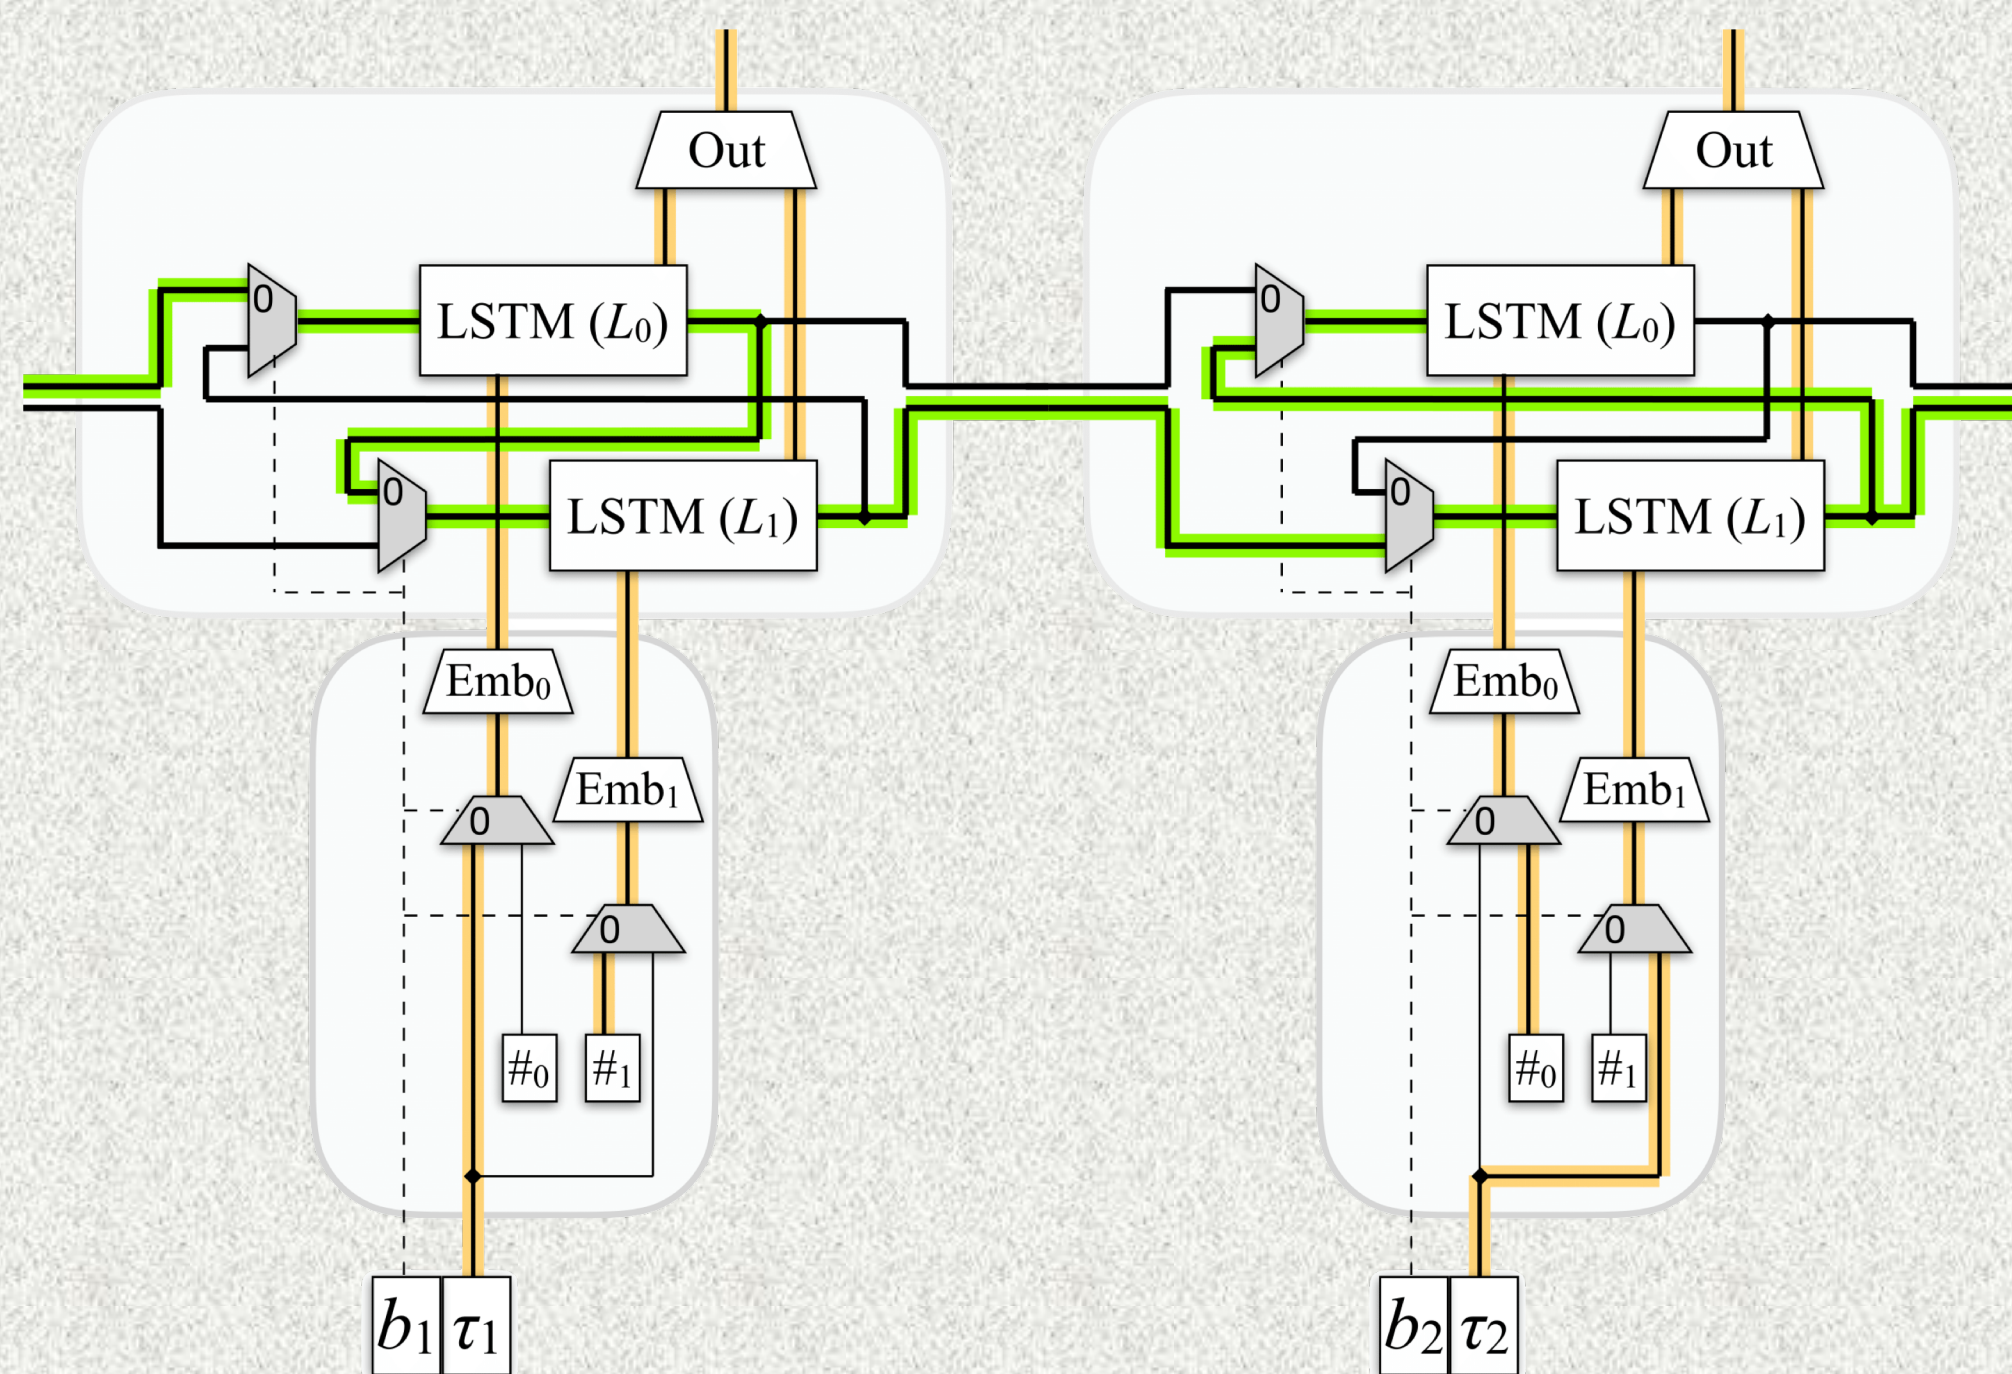 Out Out
0 LSTM (L₀) 0 LSTM (L₀)
0 LSTM (L₁) 0 LSTM (L₁)
Emb₀ Emb₀
Emb₁ Emb₁
0 0
0 0
#₀ #₁ #₀ #₁
b₁ τ₁ b₂ τ₂